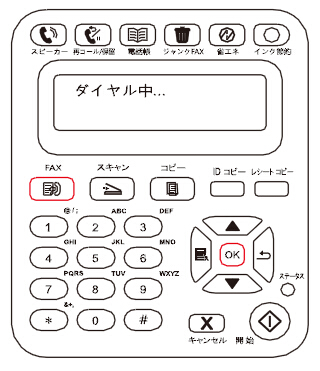 スピーカー 再コール/保留 電話帳 ジャンクFAX 省エネ インク節約
ダイヤル中...
FAX スキャン コピー ID コピー レシートコピー
@/; ABC DEF
1 2 3
GHI JKL MNO
4 5 6 OK
PQRS TUV WXYZ
7 8 9 ステータス
&+,
* 0 # X
キャンセル 開始